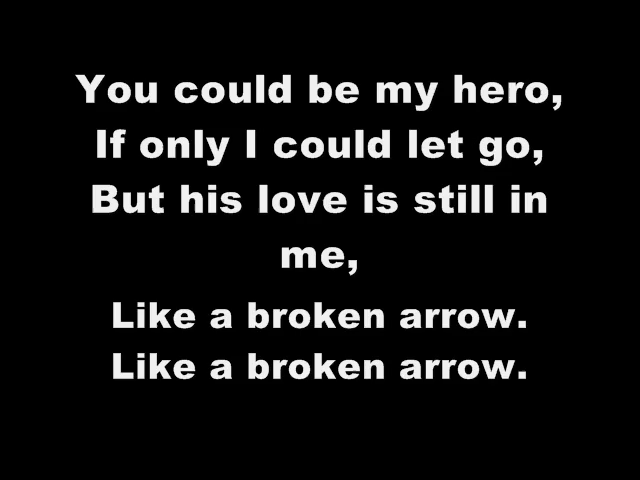 You could be my hero,
If only I could let go,
But his love is still in
me,
Like a broken arrow.
Like a broken arrow.